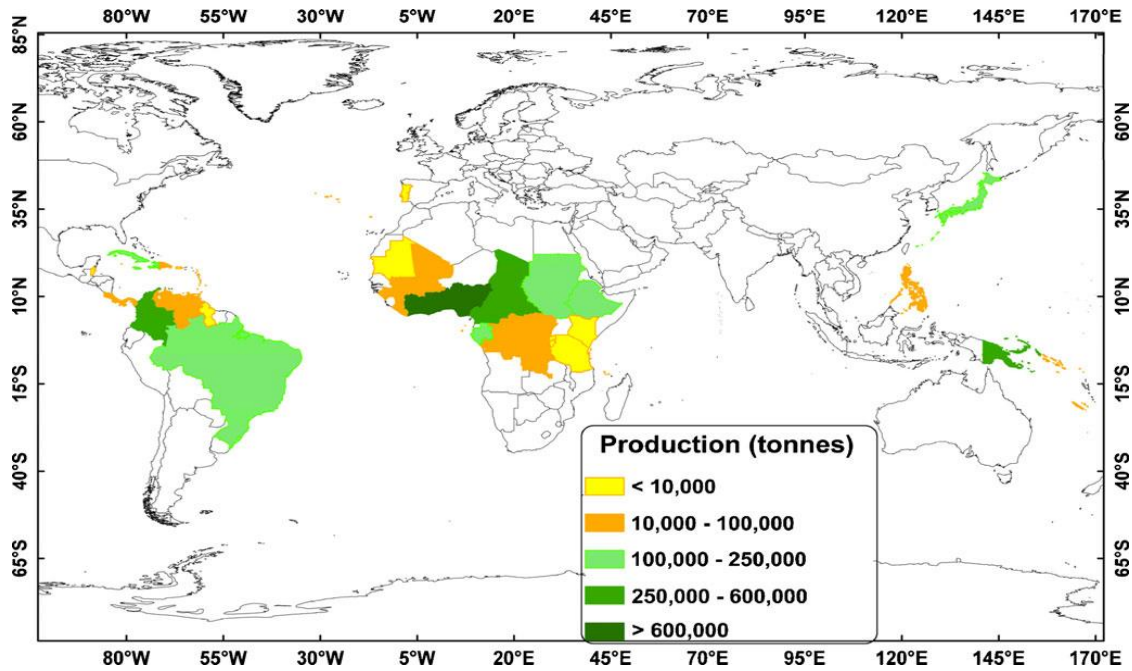 80°W 55°W 30°W 5°W 20°E 45°E 70°E 95°E 120°E 145°E 170°E
85°N 85°N
60°N 60°N
35°N 35°N
10°N 10°N
15°S 15°S
40°S 40°S
65°S 65°S
Production (tonnes)
< 10,000
10,000 - 100,000
100,000 - 250,000
250,000 - 600,000
> 600,000
80°W 55°W 30°W 5°W 20°E 45°E 70°E 95°E 120°E 145°E 170°E